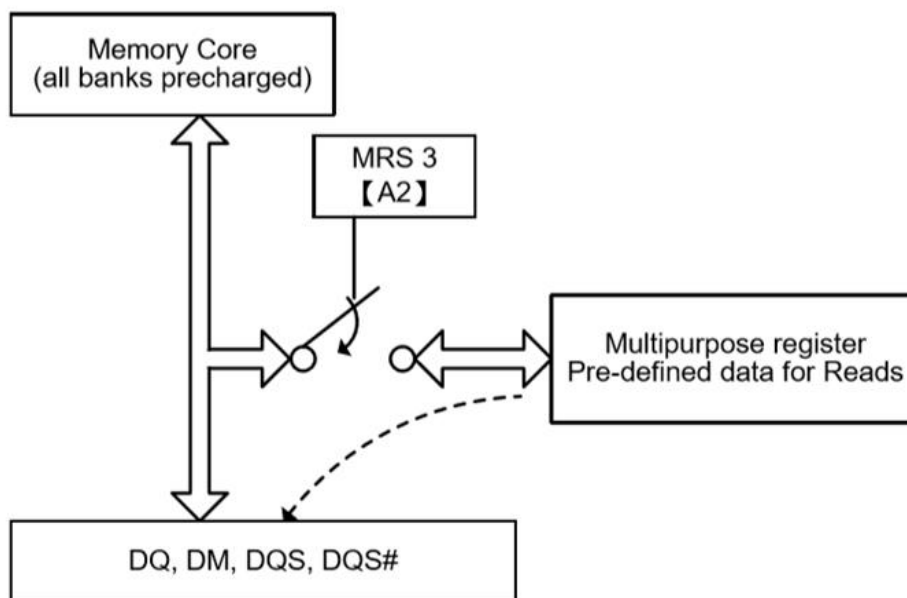 Memory Core
(all banks precharged)
MRS 3
【A2】
Multipurpose register
Pre-defined data for Reads
DQ, DM, DQS, DQS#